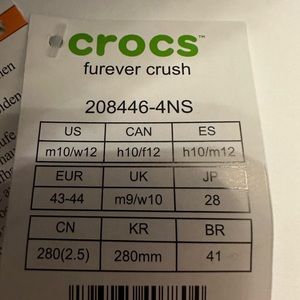 crocs™
furever crush
208446-4NS
US CAN ES
m10/w12 h10/f12 h10/m12
EUR UK JP
43-44 m9/w10 28
CN KR BR
280(2.5) 280mm 41